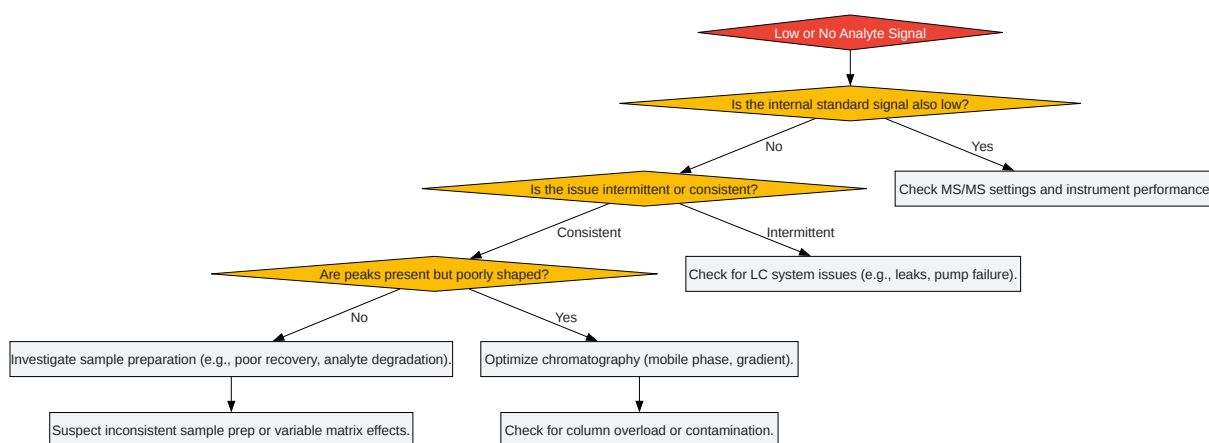 Low or No Analyte Signal
Is the internal standard signal also low?
No
Yes
Is the issue intermittent or consistent?
Check MS/MS settings and instrument performance
Consistent
Intermittent
Are peaks present but poorly shaped?
Check for LC system issues (e.g., leaks, pump failure).
No
Yes
Investigate sample preparation (e.g., poor recovery, analyte degradation).
Optimize chromatography (mobile phase, gradient).
Suspect inconsistent sample prep or variable matrix effects.
Check for column overload or contamination.